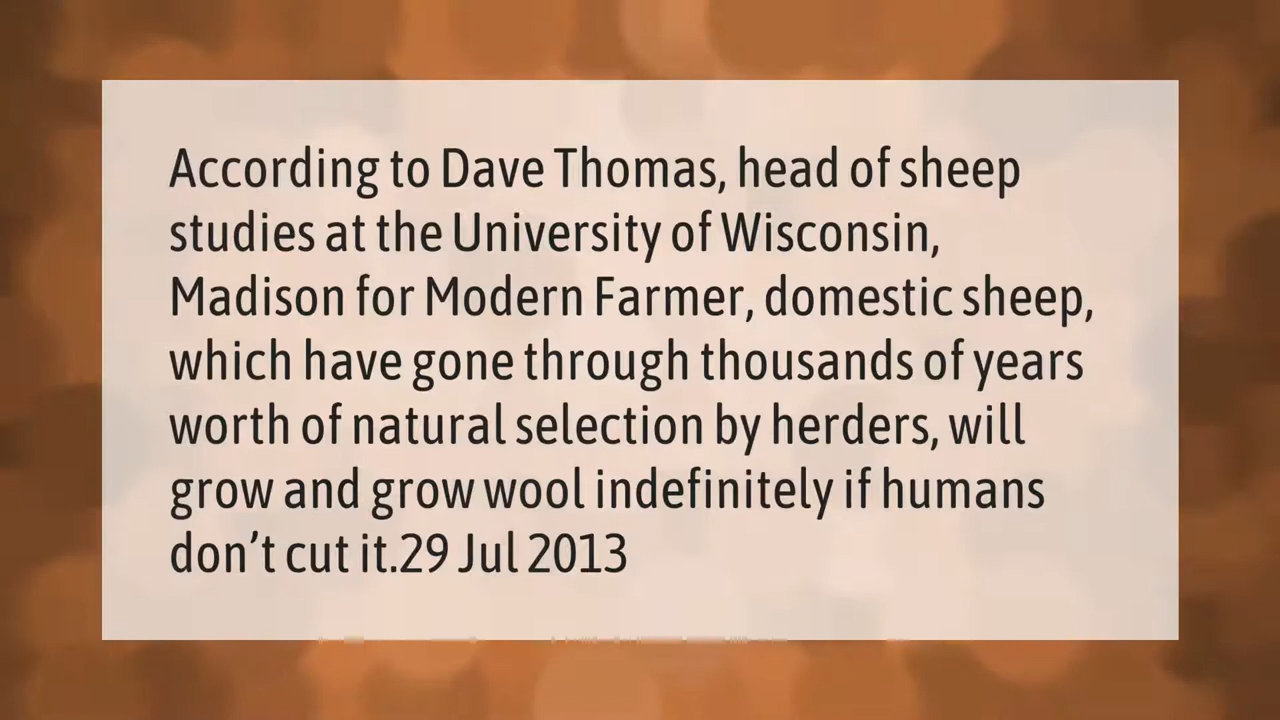 According to Dave Thomas, head of sheep
studies at the University of Wisconsin,
Madison for Modern Farmer, domestic sheep,
which have gone through thousands of years
worth of natural selection by herders, will
grow and grow wool indefinitely if humans
don’t cut it.29 Jul 2013